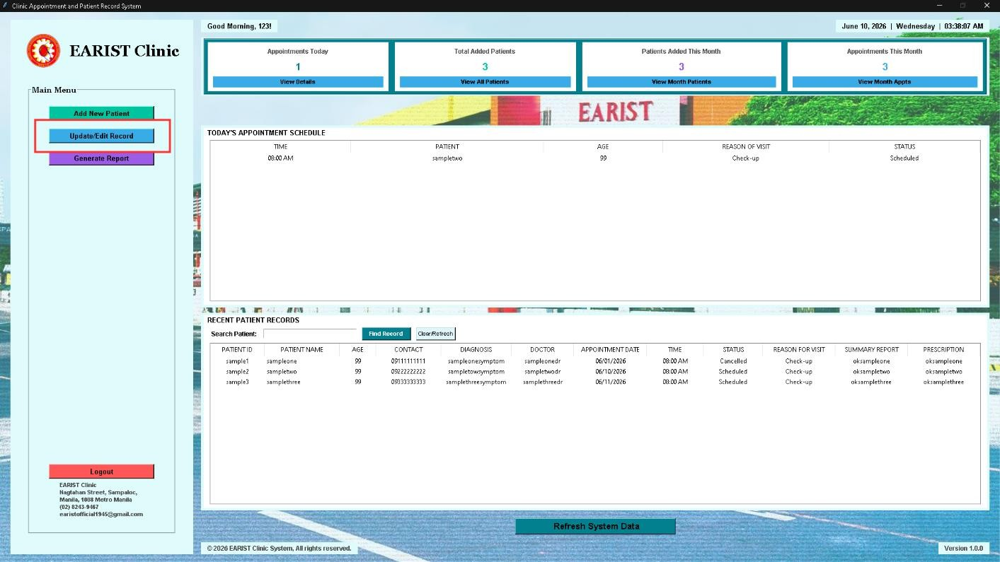 Clinic Appointment and Patient Record System
EARIST Clinic
Main Menu
Add New Patient
Update/Edit Record
Generate Report
Logout
EARIST Clinic
Nagtahan Street, Sampaloc,
Manila, 1008 Metro Manila
(02) 8243-9467
earistofficial1945@gmail.com
Good Morning, 123!
June 10, 2026 | Wednesday | 03:38:07 AM
Appointments Today Total Added Patients Patients Added This Month Appointments This Month
1 3 3 3
View Details View All Patients View Month Patients View Month Appts
EARIST
TODAY'S APPOINTMENT SCHEDULE
TIME PATIENT AGE REASON OF VISIT STATUS
08:00 AM sampletwo 99 Check-up Scheduled
RECENT PATIENT RECORDS
Search Patient: Find Record Clear/Refresh
PATIENT ID PATIENT NAME AGE CONTACT DIAGNOSIS DOCTOR APPOINTMENT DATE TIME STATUS REASON FOR VISIT SUMMARY REPORT PRESCRIPTION
sample1 sampleone 99 09111111111 sampleonesymptom sampleonedr 06/01/2026 08:00 AM Cancelled Check-up oksampleone oksampleone
sample2 sampletwo 99 09222222222 sampletowsymptom sampletwodr 06/10/2026 08:00 AM Scheduled Check-up oksampletwo oksampletwo
sample3 samplethree 99 09333333333 samplethreesymptom samplethreedr 06/11/2026 08:00 AM Scheduled Check-up oksamplethree oksamplethree
Refresh System Data
© 2026 EARIST Clinic System, All rights reserved.
Version 1.0.0